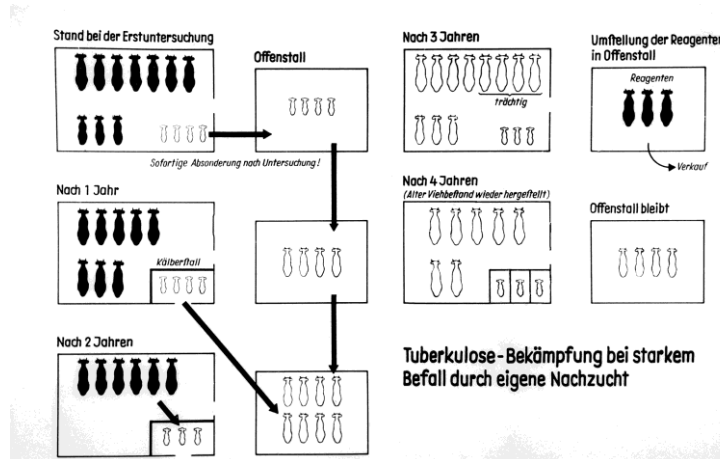 Stand bei der Erstuntersuchung
Offenstall
Sofortige Absonderung nach Untersuchung!
Nach 1 Jahr
Kälberstall
Nach 2 Jahren
Nach 3 Jahren
trächtig
Umstellung der Reagenten
in Offenstall
Reagenten
Verkauf
Nach 4 Jahren
(Alter Viehbestand wieder hergestellt)
Offenstall bleibt
Tuberkulose-Bekämpfung bei starkem
Befall durch eigene Nachzucht